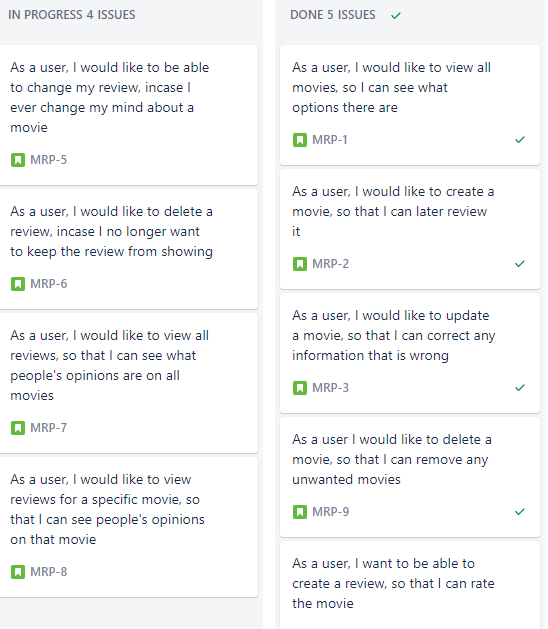 IN PROGRESS 4 ISSUES
As a user, I would like to be able
to change my review, incase I
ever change my mind about a
movie
MRP-5
As a user, I would like to delete a
review, incase I no longer want
to keep the review from showing
MRP-6
As a user, I would like to view all
reviews, so that I can see what
people's opinions are on all
movies
MRP-7
As a user, I would like to view
reviews for a specific movie, so
that I can see people's opinions
on that movie
MRP-8
DONE 5 ISSUES
As a user, I would like to view all
movies, so I can see what
options there are
MRP-1
As a user, I would like to create a
movie, so that I can later review
it
MRP-2
As a user, I would like to update
a movie, so that I can correct any
information that is wrong
MRP-3
As a user I would like to delete a
movie, so that I can remove any
unwanted movies
MRP-9
As a user, I want to be able to
create a review, so that I can rate
the movie